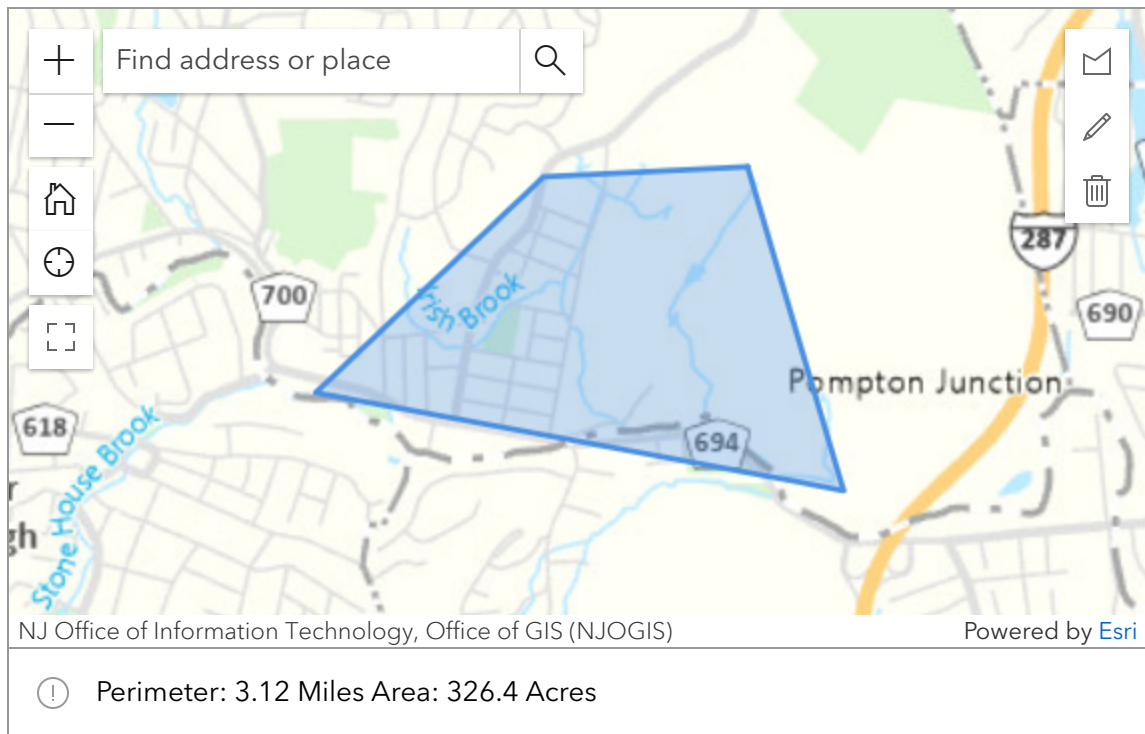 Find address or place
287
700
690
Irish Brook
Pompton Junction
618
694
Stone House Brook
r
gh
NJ Office of Information Technology, Office of GIS (NJOGIS)
Powered by Esri
Perimeter: 3.12 Miles Area: 326.4 Acres